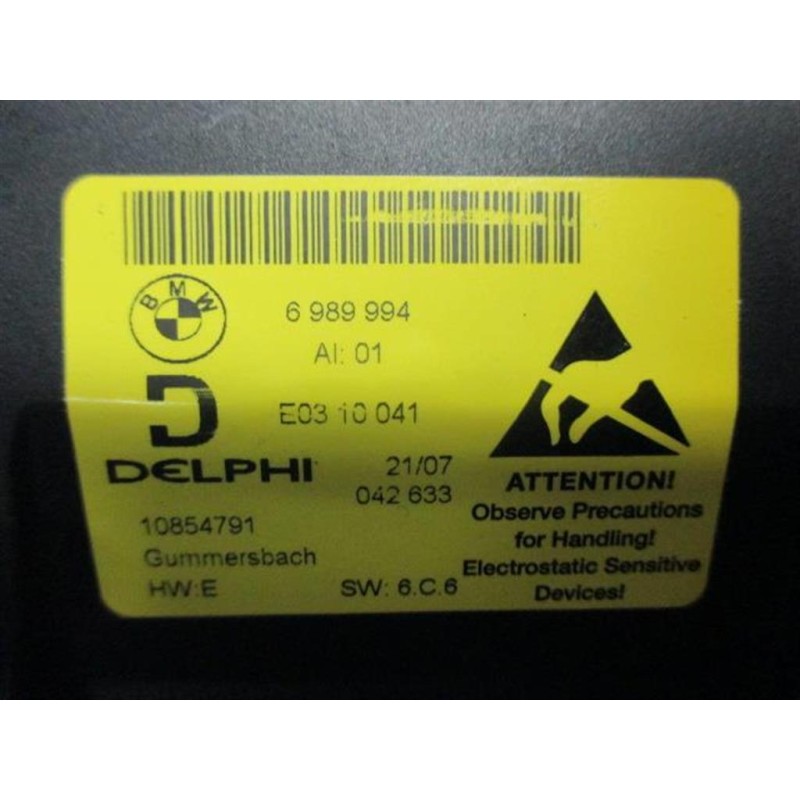 BMW
6 989 994
AI: 01
E03 10 041
DELPHI
21/07
042 633
10854791
Gummersbach
HW:E
SW: 6.C.6
ATTENTION!
Observe Precautions
for Handling!
Electrostatic Sensitive
Devices!